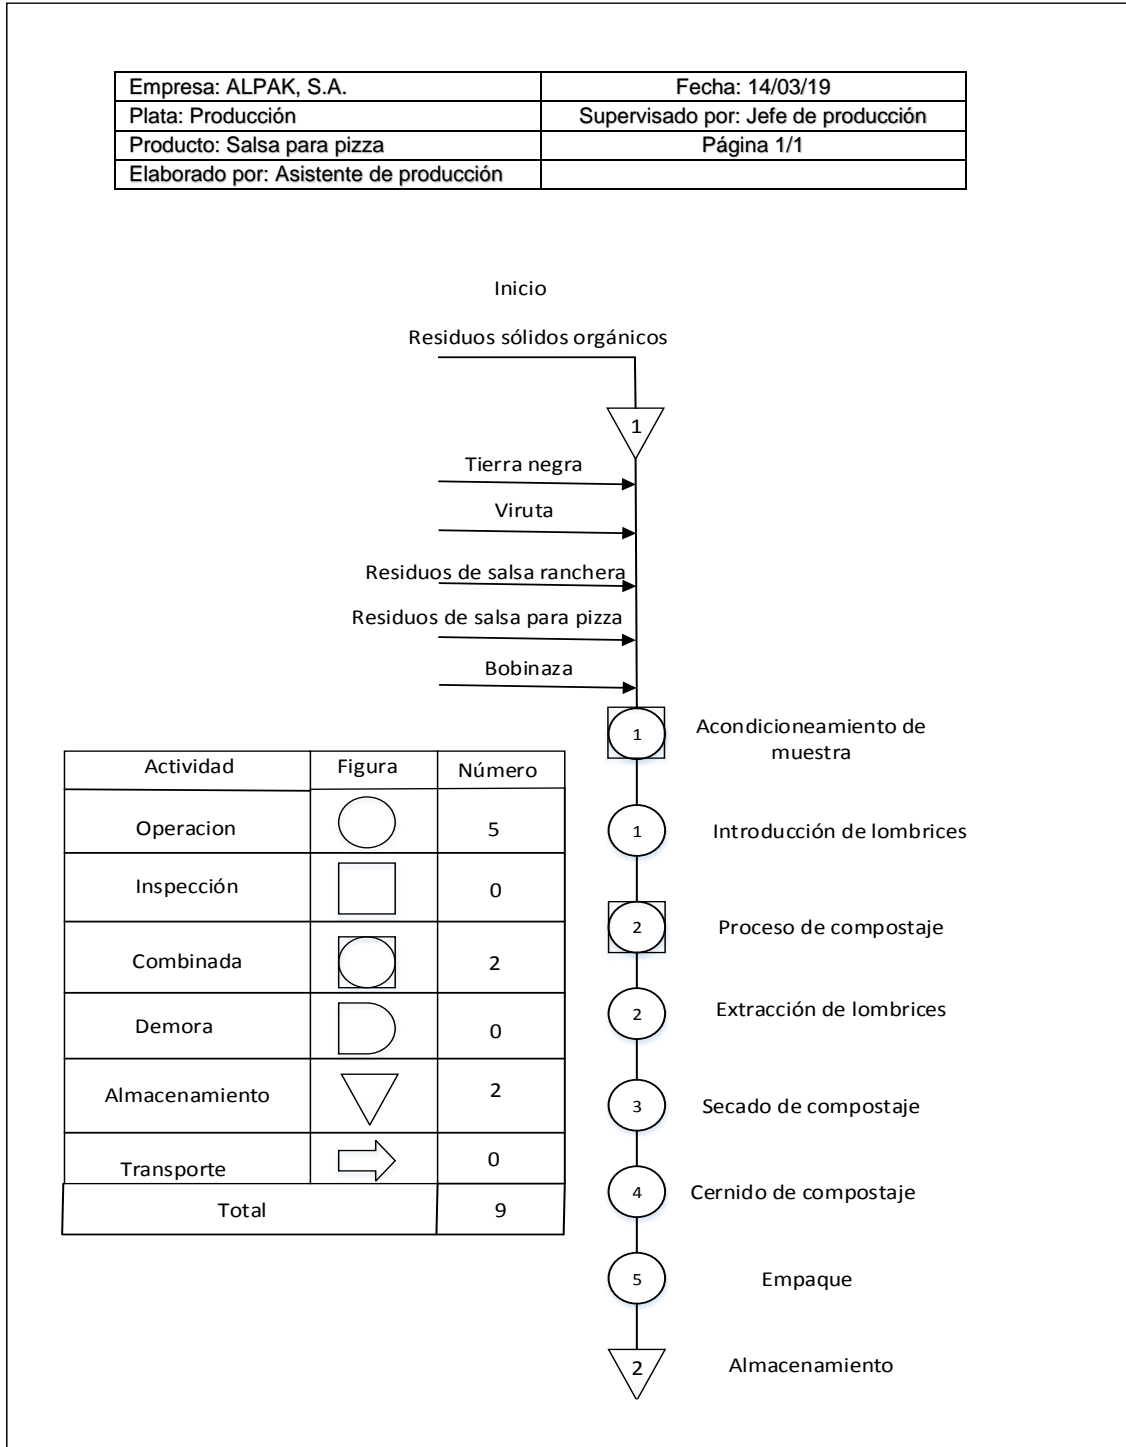 Empresa: ALPAK, S.A.
Fecha: 14/03/19
Plata: Producción
Supervisado por: Jefe de producción
Producto: Salsa para pizza
Página 1/1
Elaborado por: Asistente de producción
Inicio
Residuos sólidos orgánicos
1
Tierra negra
Viruta
Residuos de salsa ranchera
Residuos de salsa para pizza
Bobinaza
1
Acondicioneamiento de
muestra
1
Introducción de lombrices
2
Proceso de compostaje
2
Extracción de lombrices
3
Secado de compostaje
4
Cernido de compostaje
5
Empaque
2
Almacenamiento
Actividad Figura Número
Operacion 5
Inspección 0
Combinada 2
Demora 0
Almacenamiento 2
Transporte 0
Total 9